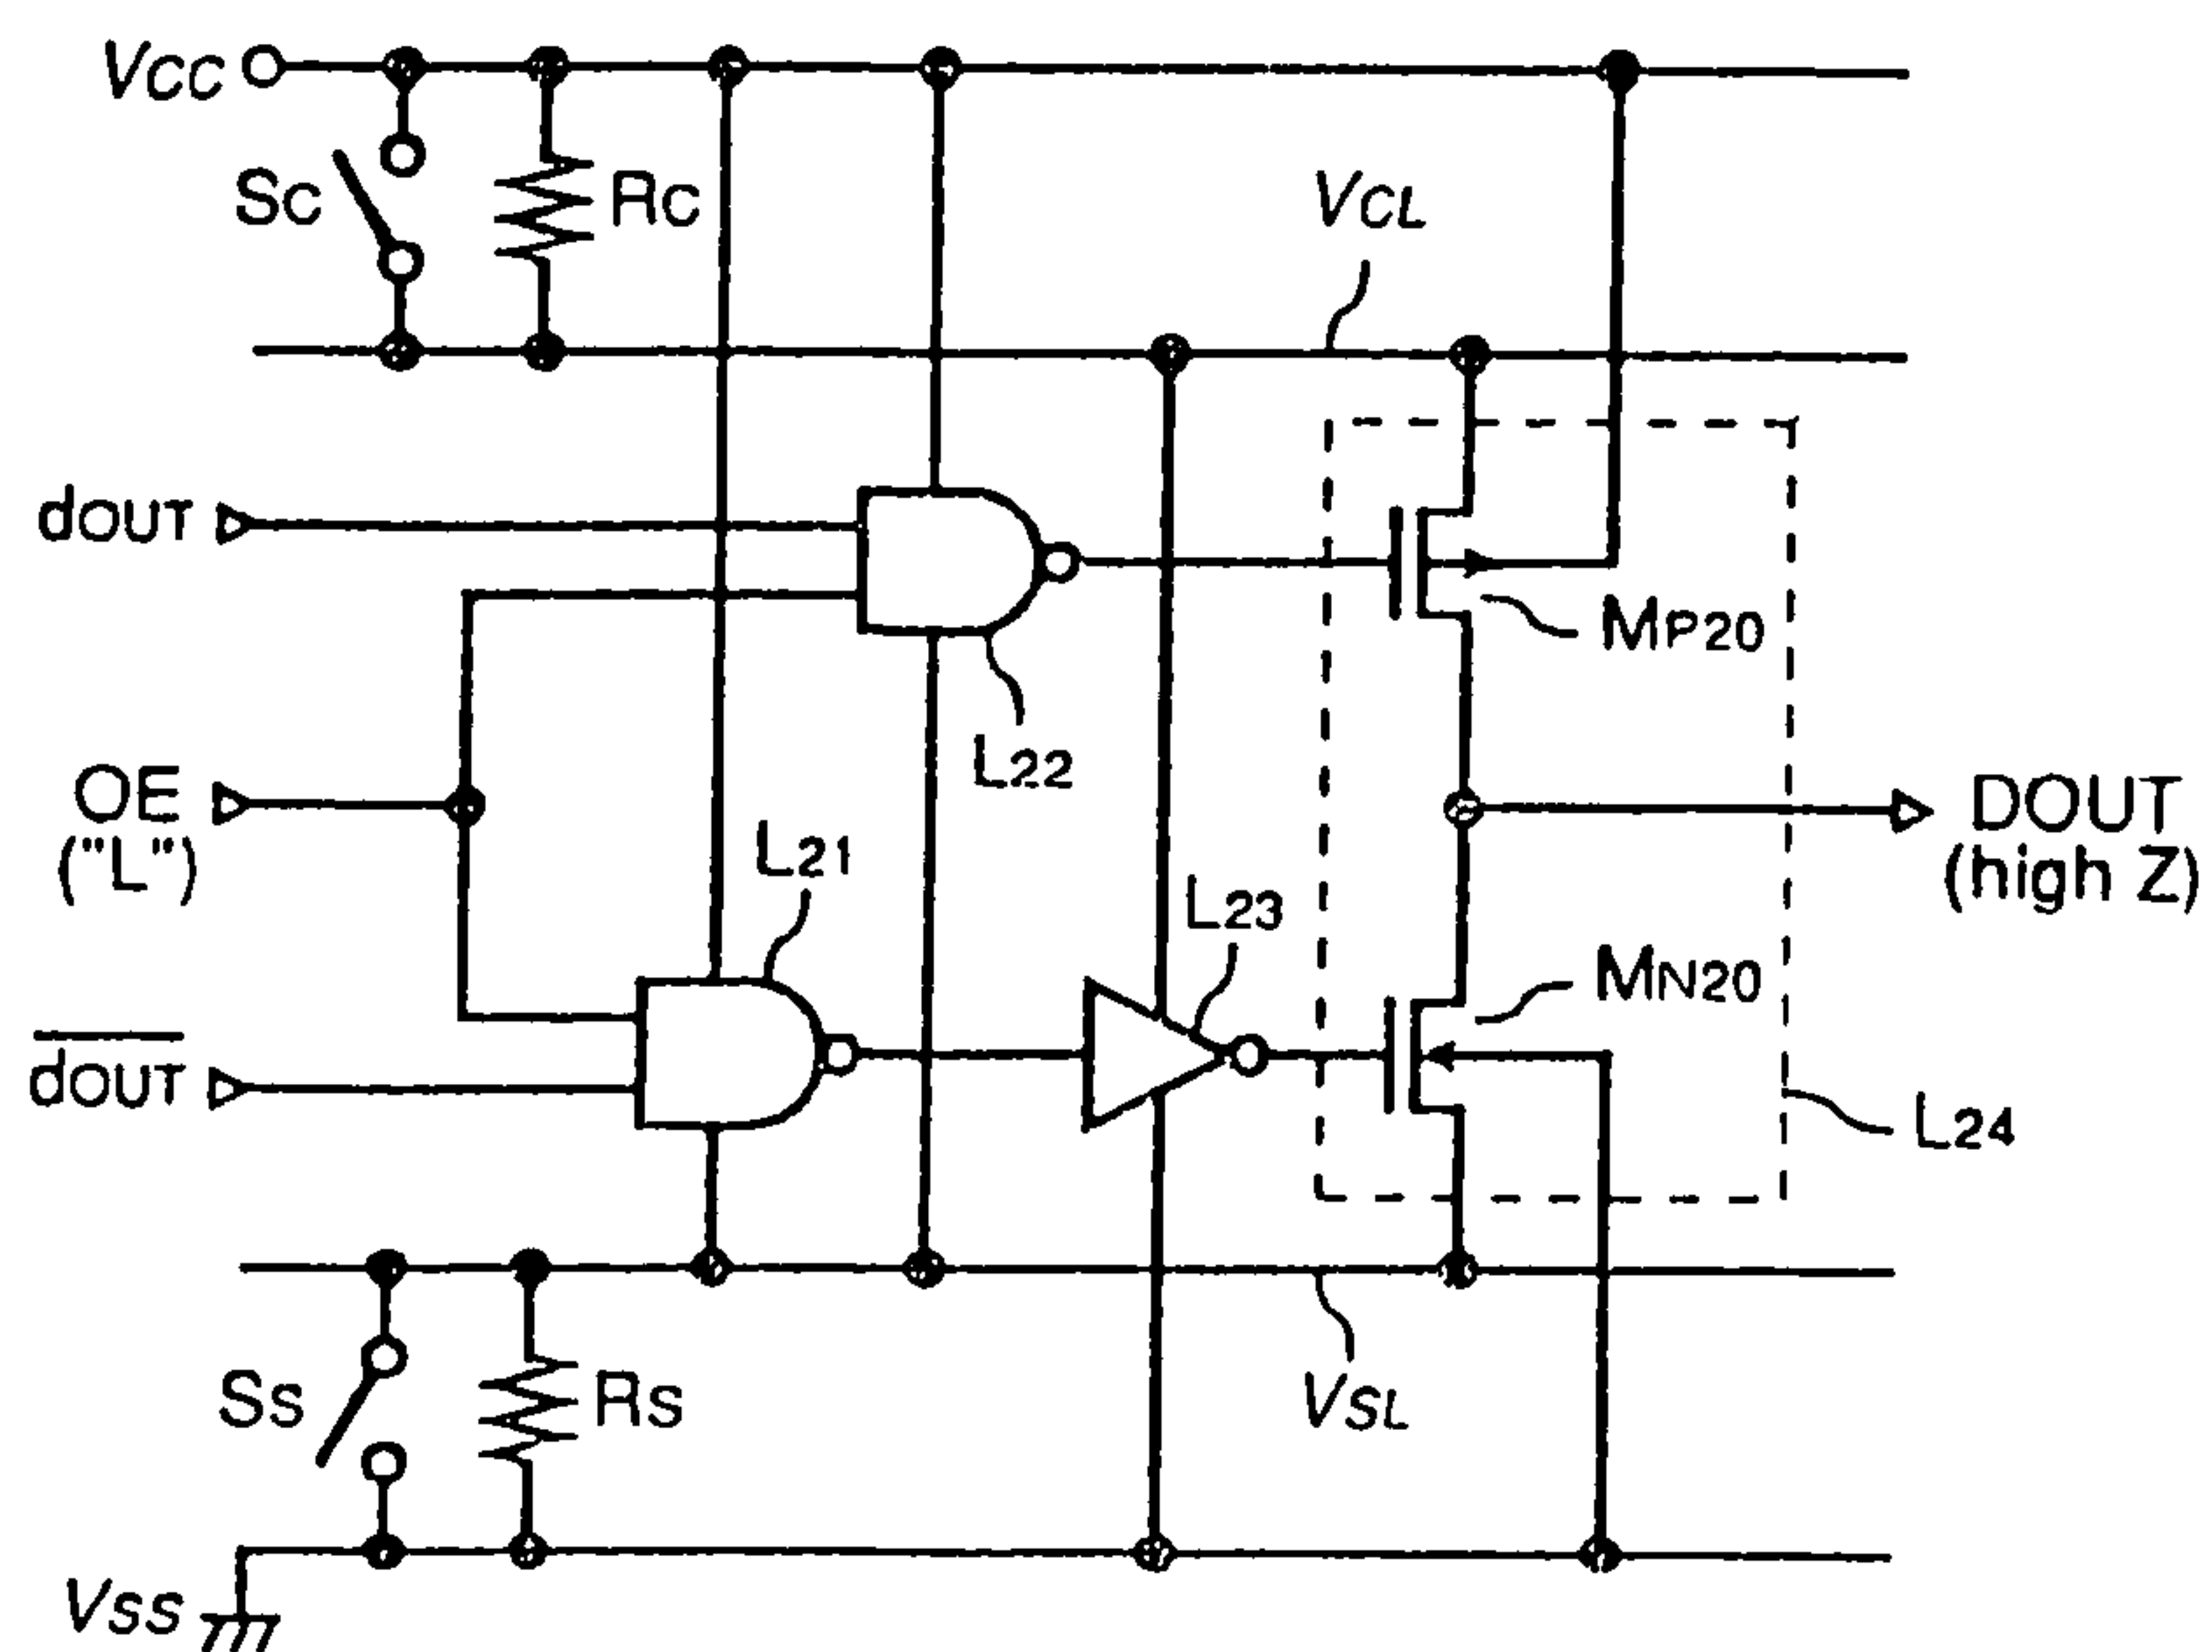 VCC
SC
RC
VCL
dOUT
MP20
L22
OE
("L")
DOUT
(high Z)
L21
L23
MN20
dOUT
L24
SS
RS
VSL
VSS